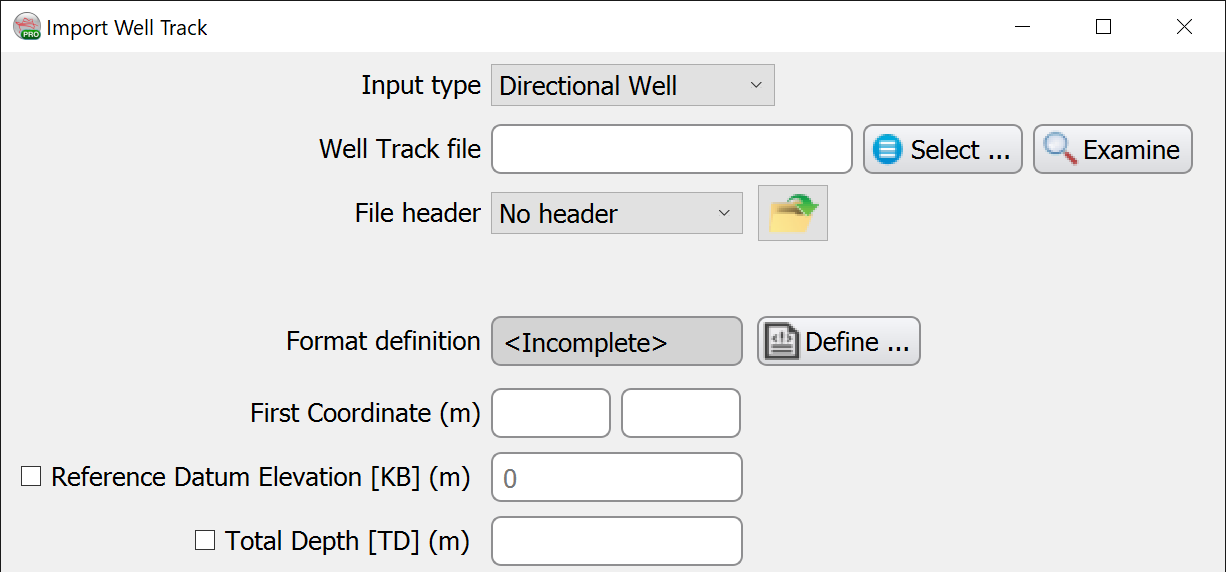 PRO Import Well Track
Input type Directional Well
Well Track file Select ... Examine
File header No header
Format definition <Incomplete> Define ...
First Coordinate (m)
Reference Datum Elevation [KB] (m) 0
Total Depth [TD] (m)